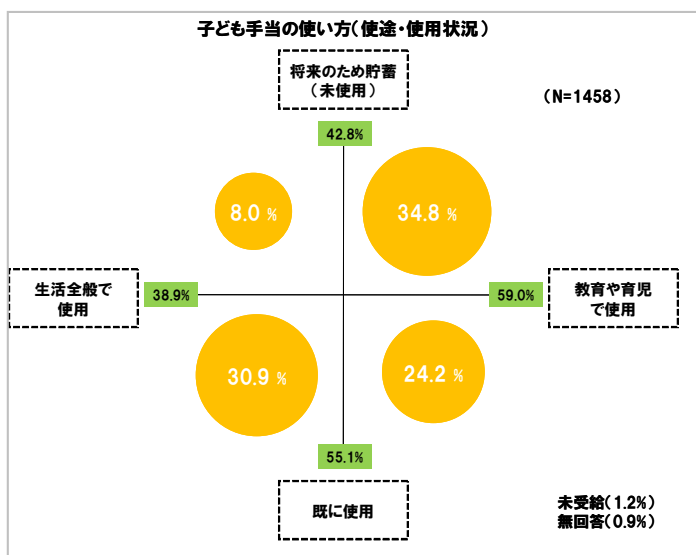 子ども手当の使い方（使途・使用状況）
将来のため貯蓄
（未使用）
（N=1458）
42.8%
8.0 %
34.8 %
生活全般で
使用
38.9%
59.0%
教育や育児
で使用
30.9 %
24.2 %
55.1%
既に使用
未受給（1.2%）
無回答（0.9%）